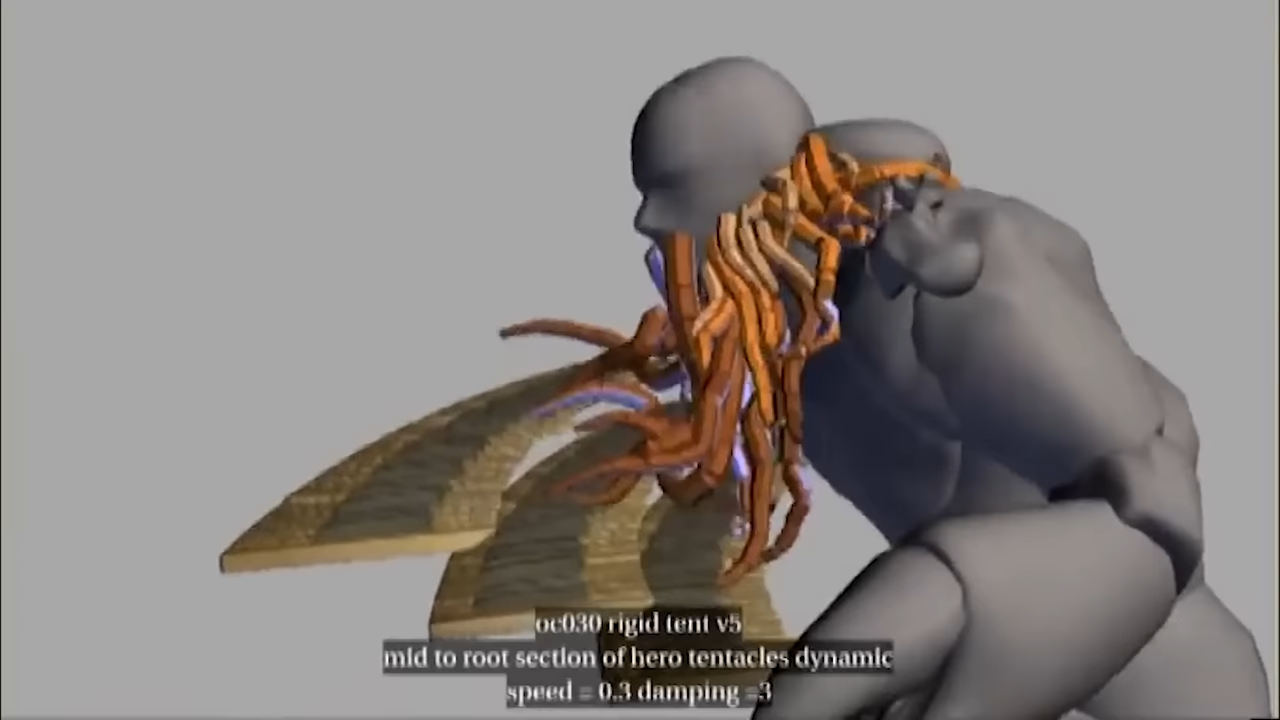 oc030 rigid tent v5
mid to root section of hero tentacles dynamic
speed = 0.3 damping =3